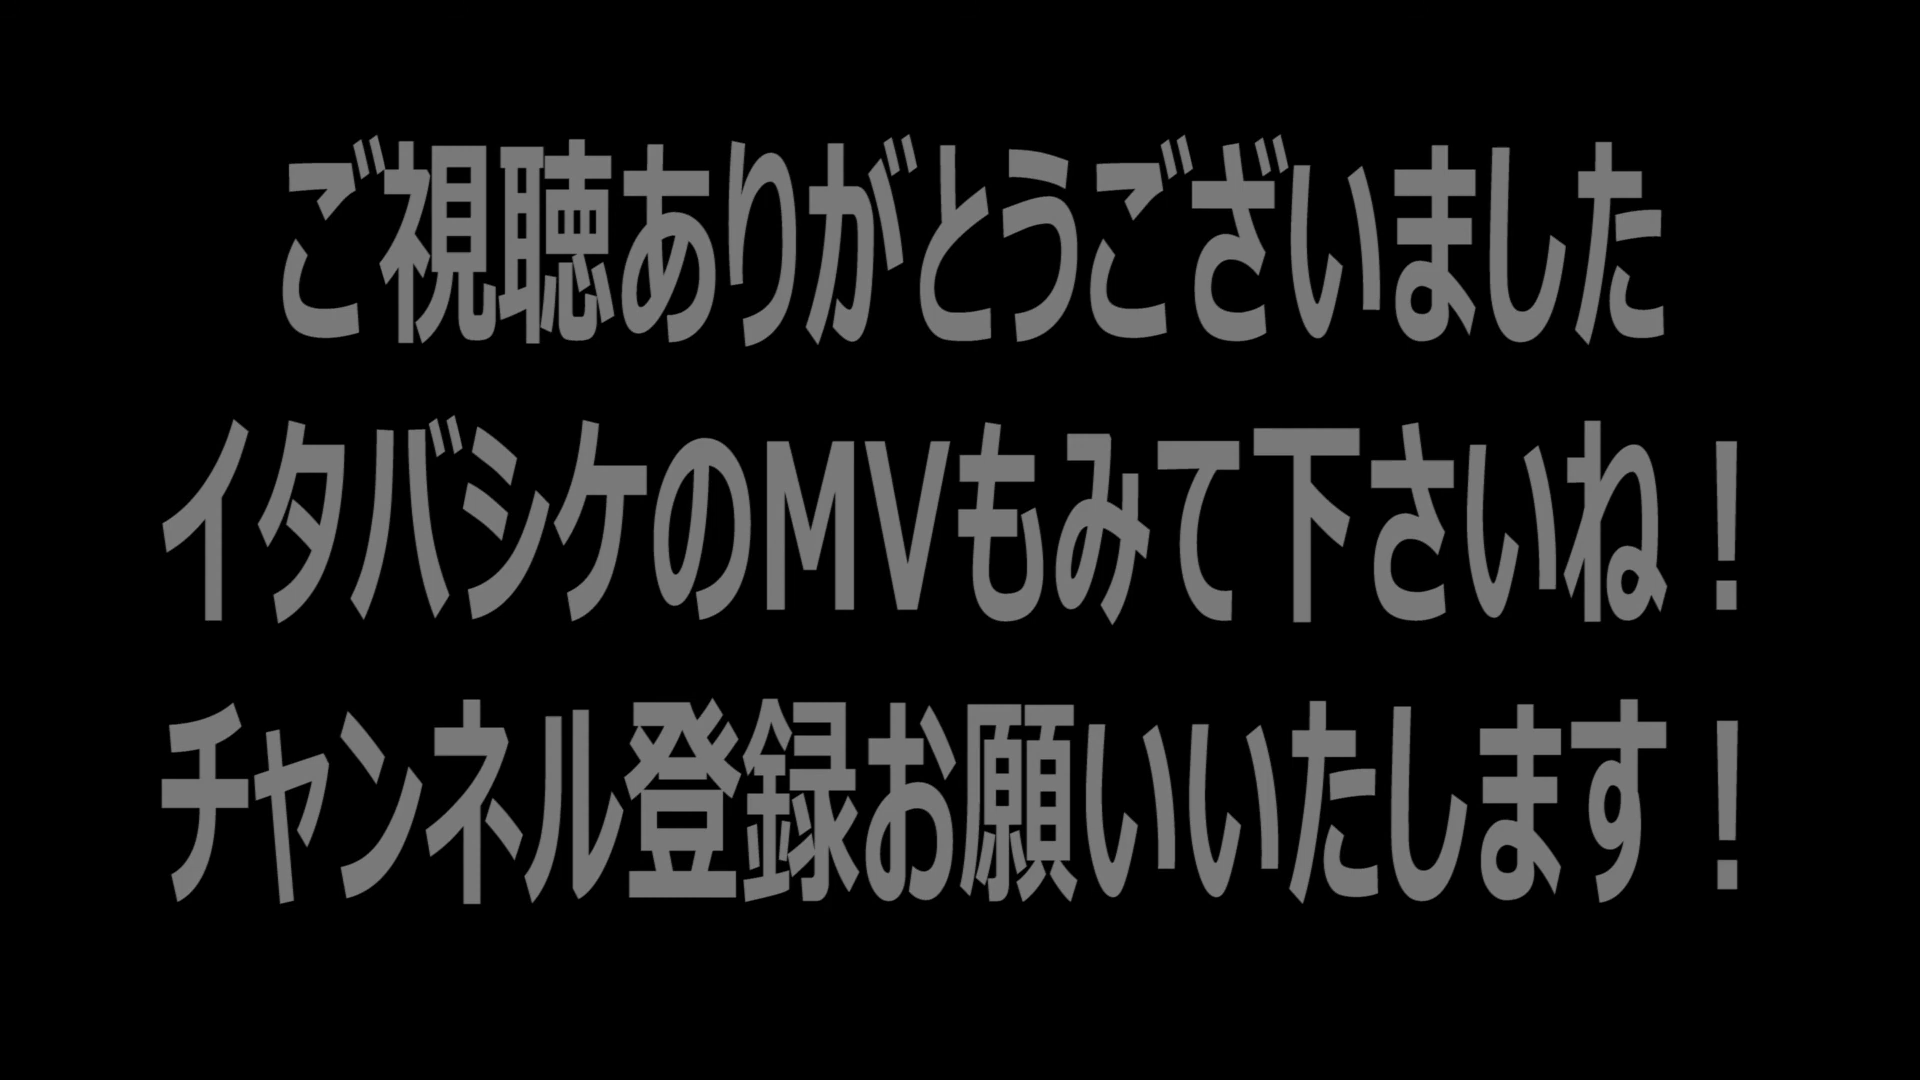 ご視聴ありがとうございました
イタバシケのMVもみて下さいね！
チャンネル登録お願いいたします！